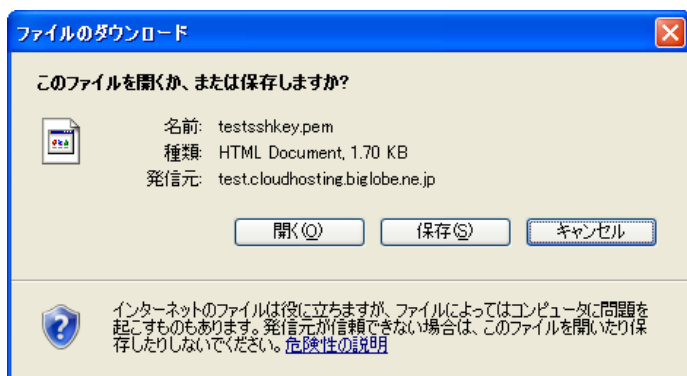 ファイルのダウンロード
このファイルを開くか、または保存しますか?
名前: testsshkey.pem
種類: HTML Document, 1.70 KB
発信元: test.cloudhosting.biglobe.ne.jp
開く(O) 保存(S) キャンセル
インターネットのファイルは役に立ちますが、ファイルによってはコンピュータに問題を
起こすものもあります。発信元が信頼できない場合は、このファイルを開いたり保
存したりしないでください。危険性の説明